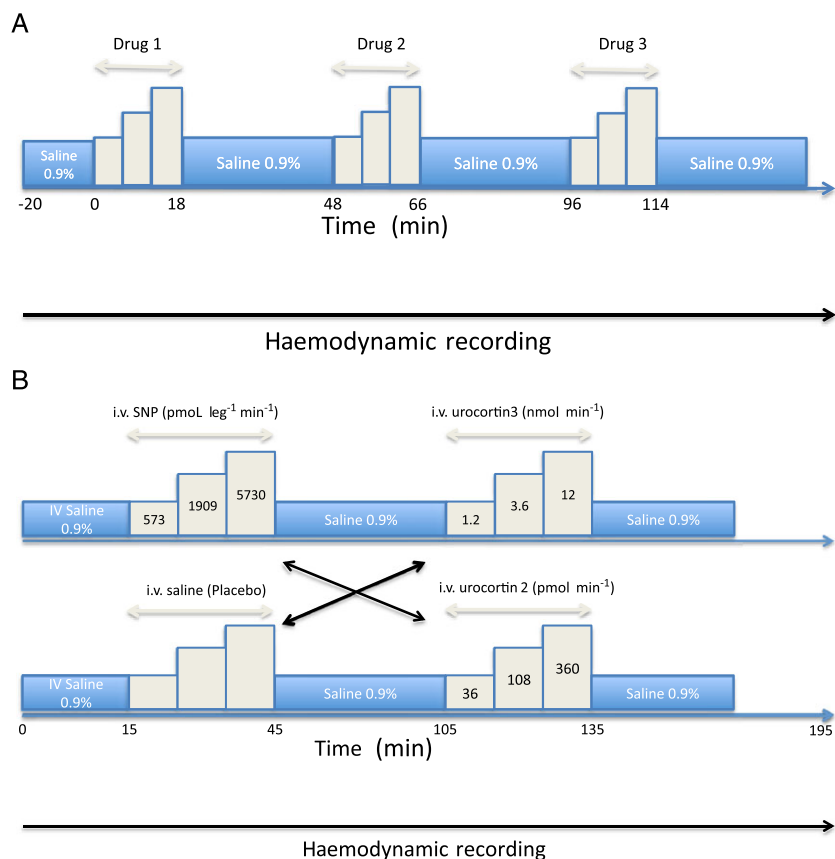 A
Drug 1 Drug 2 Drug 3
Saline
0.9%
Saline 0.9% Saline 0.9% Saline 0.9%
-20 0 18 48 66 96 114
Time (min)
Haemodynamic recording
B
i.v. SNP (pmoL leg⁻¹ min⁻¹) i.v. urocortin3 (nmol min⁻¹)
IV Saline
0.9%
573 1909 5730 Saline 0.9% 1.2 3.6 12 Saline 0.9%
i.v. saline (Placebo) i.v. urocortin 2 (pmol min⁻¹)
IV Saline
0.9%
Saline 0.9% 36 108 360 Saline 0.9%
0 15 45 105 135 195
Time (min)
Haemodynamic recording